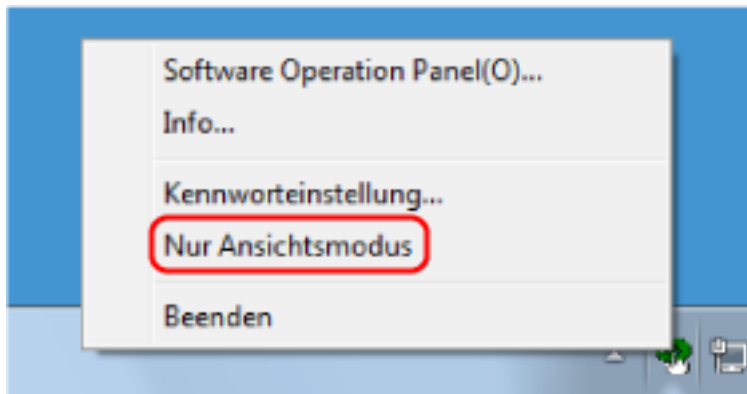 Software Operation Panel(O)...
Info...
Kennworteinstellung...
Nur Ansichtsmodus
Beenden